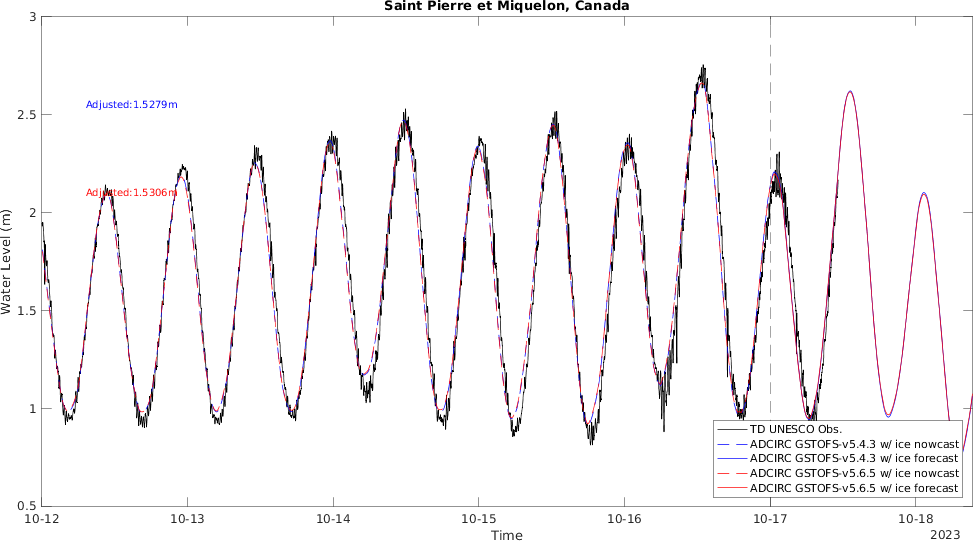 Saint Pierre et Miquelon, Canada
3
2.5
2
1.5
1
0.5
Water Level (m)
Adjusted:1.5279m
Adjusted:1.5306m
TD UNESCO Obs.
ADCIRC GSTOFS-v5.4.3 w/ ice nowcast
ADCIRC GSTOFS-v5.4.3 w/ ice forecast
ADCIRC GSTOFS-v5.6.5 w/ ice nowcast
ADCIRC GSTOFS-v5.6.5 w/ ice forecast
10-12 10-13 10-14 10-15 10-16 10-17 10-18
Time
2023